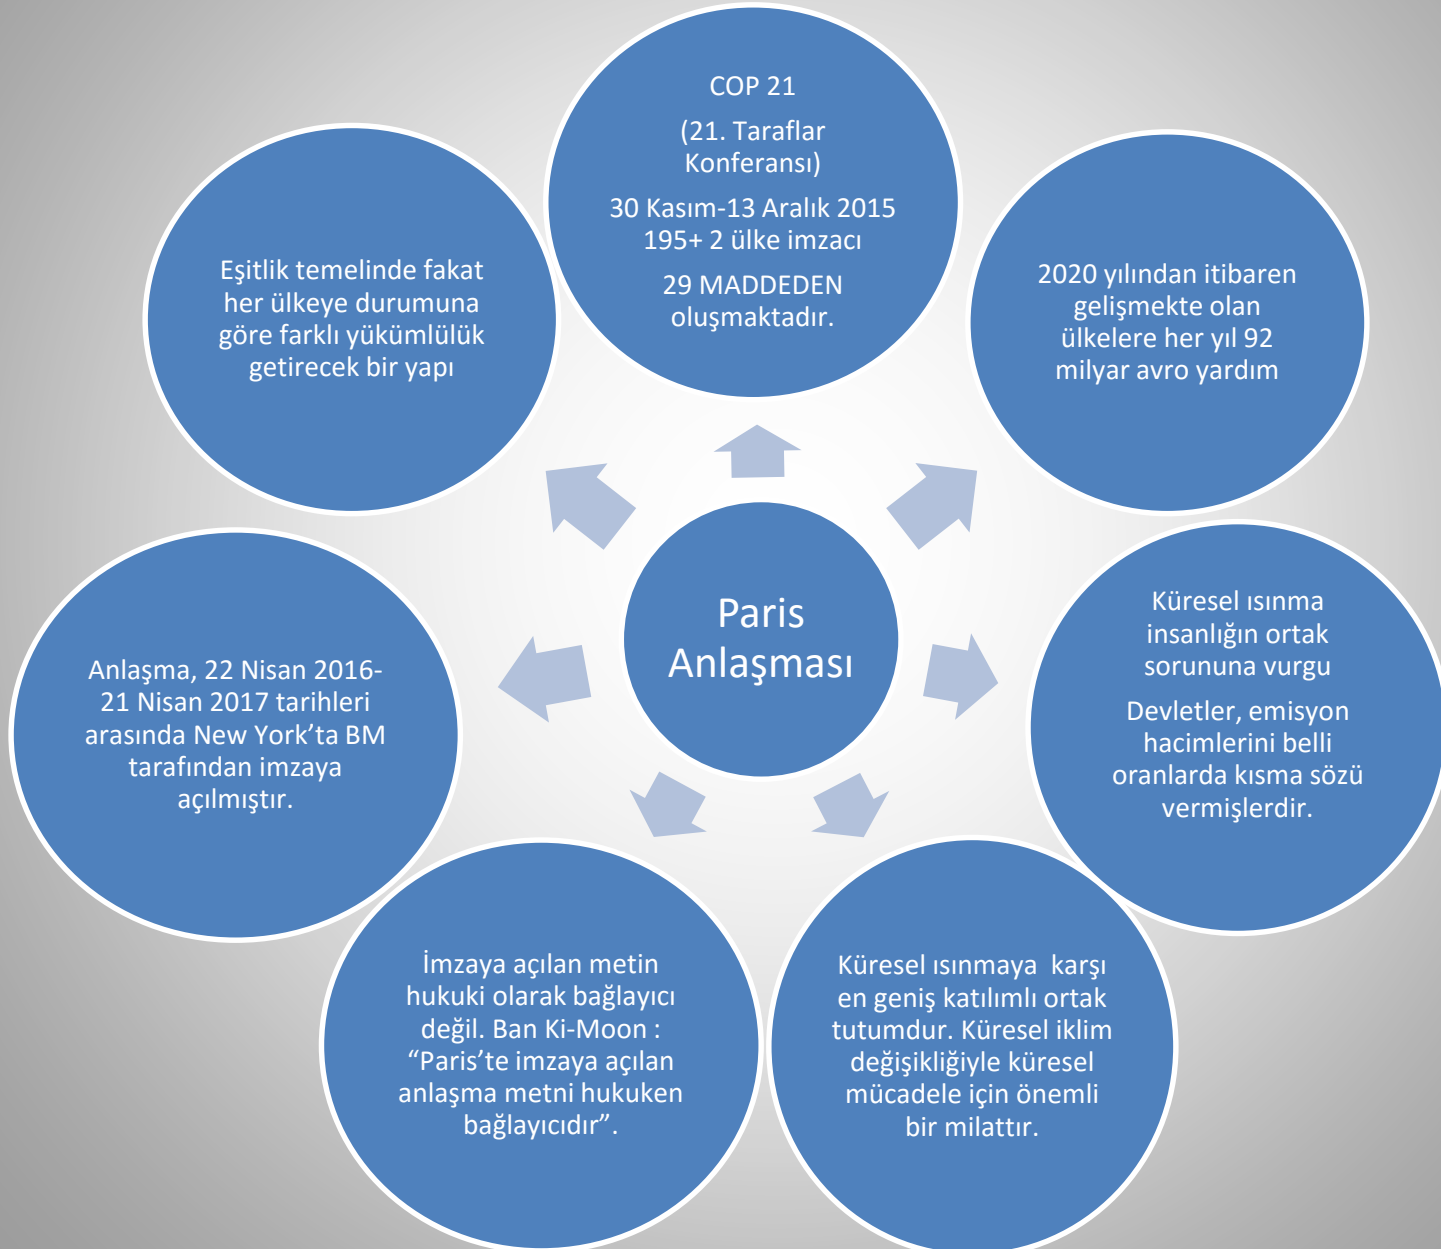 COP 21
(21. Taraflar
Konferansı)
30 Kasım-13 Aralık 2015
195+ 2 ülke imzacı
29 MADDEDEN
oluşmaktadır.
2020 yılından itibaren
gelişmekte olan
ülkelere her yıl 92
milyar avro yardım
Küresel ısınma
insanlığın ortak
sorununa vurgu
Devletler, emisyon
hacimlerini belli
oranlarda kısma sözü
vermişlerdir.
Küresel ısınmaya  karşı
en geniş katılımlı ortak
tutumdur. Küresel iklim
değişikliğiyle küresel
mücadele için önemli
bir milattır.
İmzaya açılan metin
hukuki olarak bağlayıcı
değil. Ban Ki-Moon :
“Paris’te imzaya açılan
anlaşma metni hukuken
bağlayıcıdır”.
Anlaşma, 22 Nisan 2016-
21 Nisan 2017 tarihleri
arasında New York’ta BM
tarafından imzaya
açılmıştır.
Eşitlik temelinde fakat
her ülkeye durumuna
göre farklı yükümlülük
getirecek bir yapı
Paris
Anlaşması